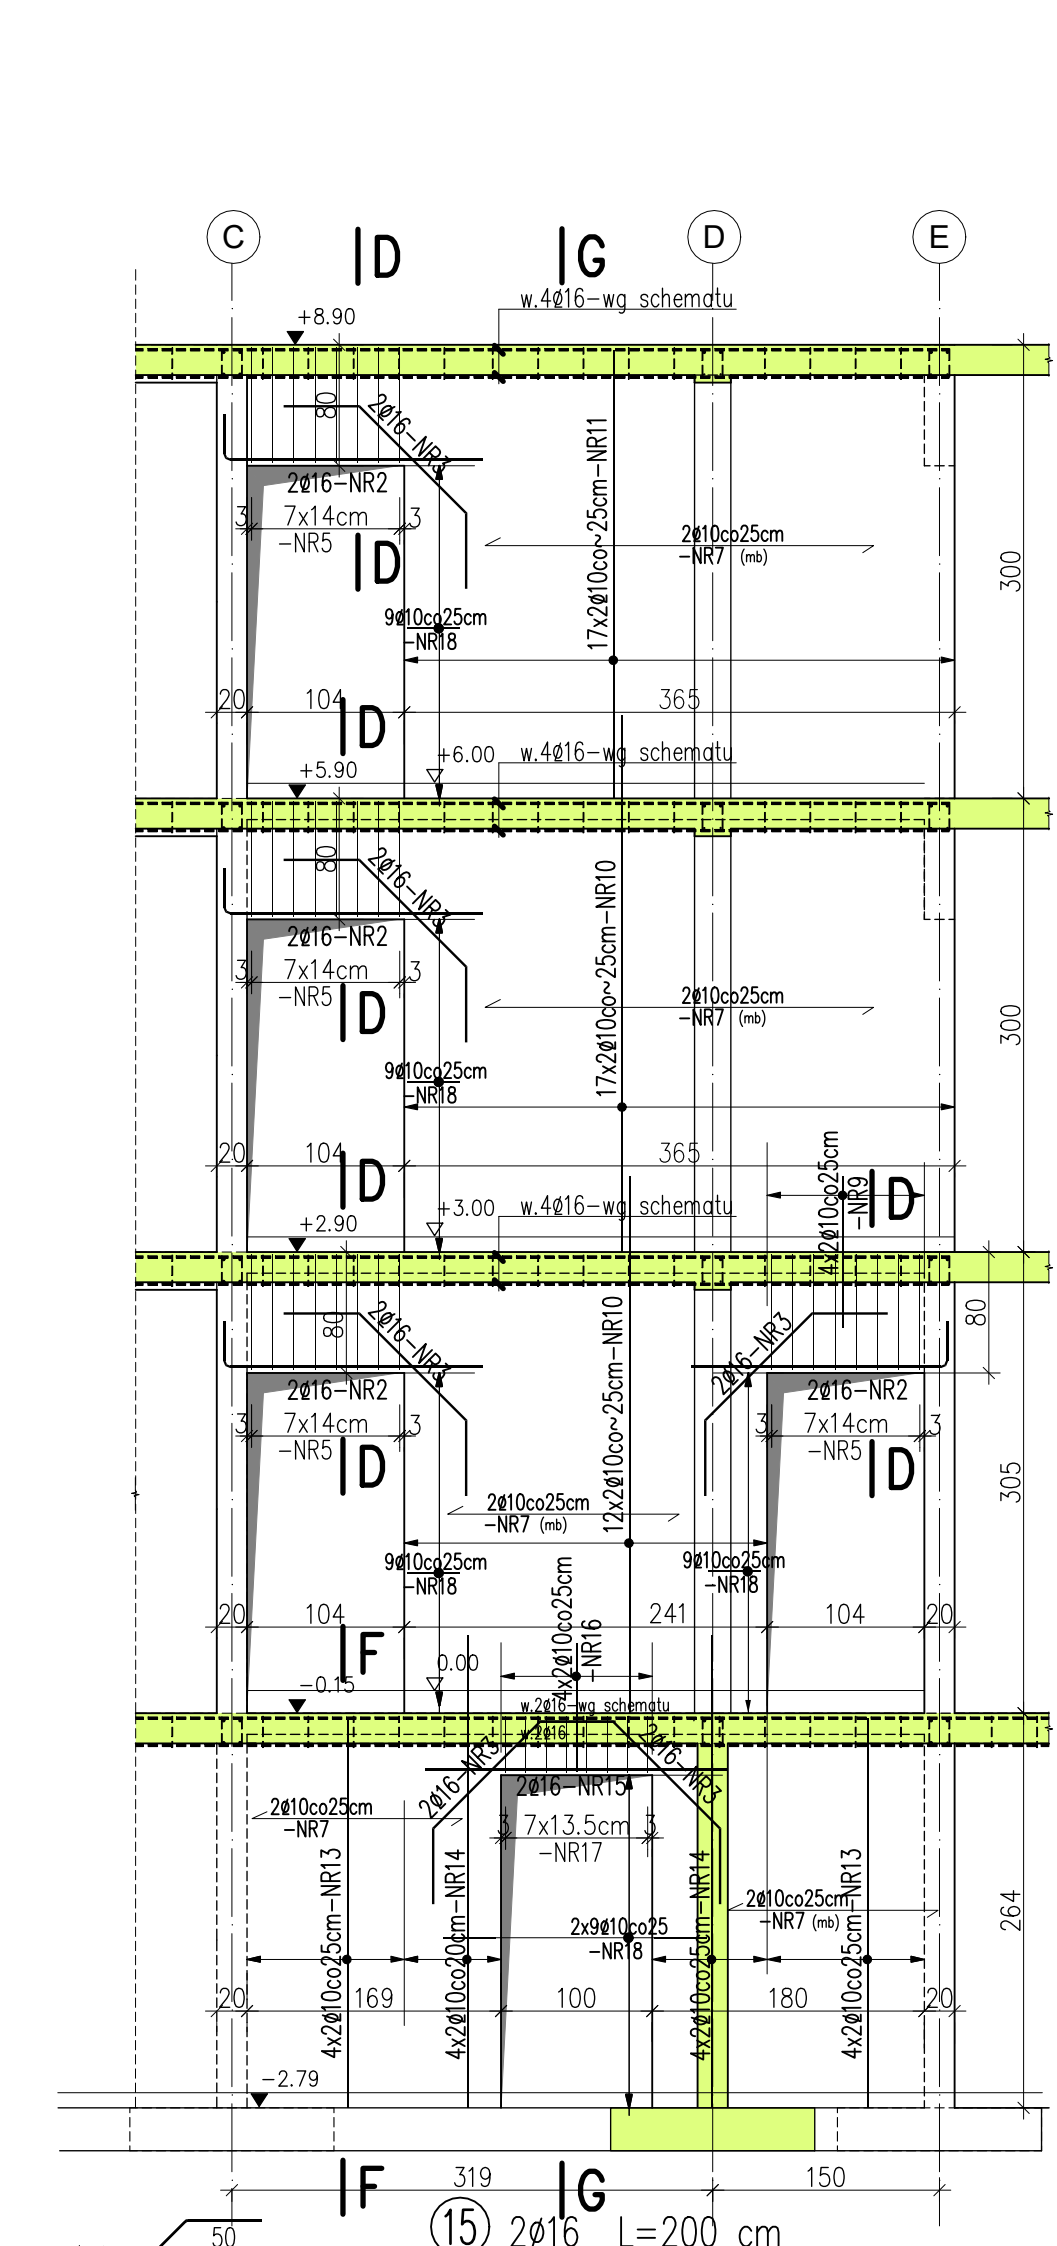 C
D
E
D
G
w.4ø16-wg schematu
+8.90
80
2ø16-NR3
2ø16-NR2
3
7x14cm
3
-NR5
D
17x2ø10co~25cm-NR11
2ø10co25cm
-NR7 (mb)
300
9ø10co25cm
-NR18
20
104
365
D
+6.00
w.4ø16-wg schematu
+5.90
80
2ø16-NR3
2ø16-NR2
3
7x14cm
3
-NR5
D
17x2ø10co~25cm-NR10
2ø10co25cm
-NR7 (mb)
300
9ø10co25cm
-NR18
20
104
365
D
4x2ø10co25cm
-NR9
D
+3.00
w.4ø16-wg schematu
+2.90
80
2ø16-NR3
2ø16-NR3
80
2ø16-NR2
2ø16-NR2
3
7x14cm
3
-NR5
3
7x14cm
3
-NR5
D
D
12x2ø10co~25cm-NR10
305
2ø10co25cm
-NR7 (mb)
9ø10co25cm
-NR18
9ø10co25cm
-NR18
20
104
241
104
20
4x2ø10co25cm
-NR16
F
0.00
-0.15
w.2ø16-wg schematu
w.2ø16
2ø16-NR3
2ø16-NR3
2ø16-NR15
2ø10co25cm
-NR7
3
7x13.5cm
3
-NR17
4x2ø10co25cm-NR13
4x2ø10co20cm-NR14
4x2ø10co25cm-NR14
4x2ø10co25cm-NR13
2ø10co25cm
-NR7 (mb)
264
2x9ø10co25
-NR18
20
169
100
180
20
-2.79
F
319
G
150
15
2ø16 L=200 cm
50